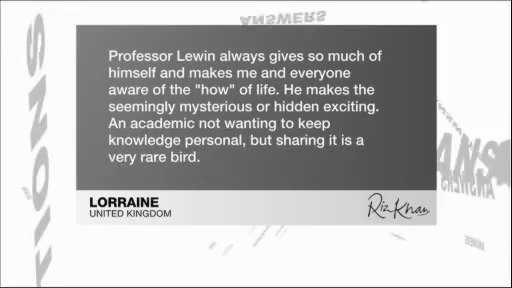 ANSWERS
Professor Lewin always gives so much of
himself and makes me and everyone
aware of the "how" of life. He makes the
seemingly mysterious or hidden exciting.
An academic not wanting to keep
knowledge personal, but sharing it is a
very rare bird.
LORRAINE
UNITED KINGDOM
Riz Khan
ANSWERS